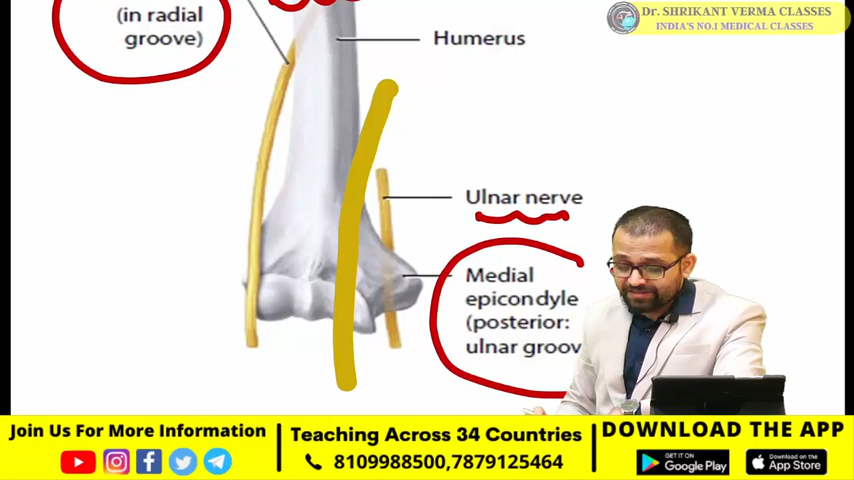 (in radial
groove)
Humerus
Dr. SHRIKANT VERMA CLASSES
INDIA'S NO.1 MEDICAL CLASSES
Ulnar nerve
Medial
epicondyle
(posterior:
ulnar groov
Join Us For More Information
Teaching Across 34 Countries
8109988500,7879125464
DOWNLOAD THE APP
GET IT ON
Google Play
Download on the
App Store